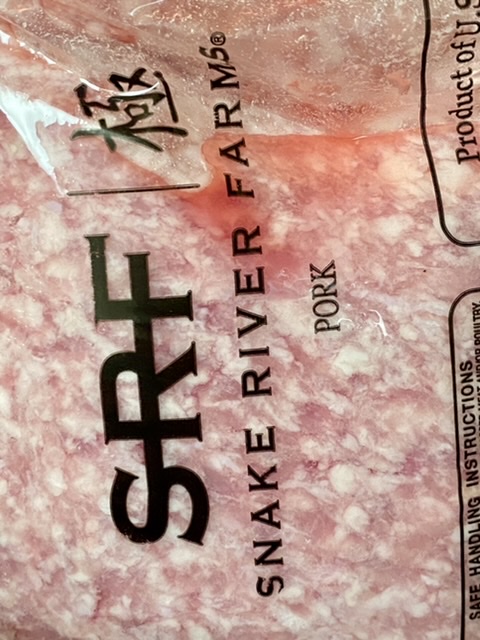 SRF 極
SNAKE RIVER FARMS®
PORK
Product of U.S
SAFE HANDLING INSTRUCTIONS